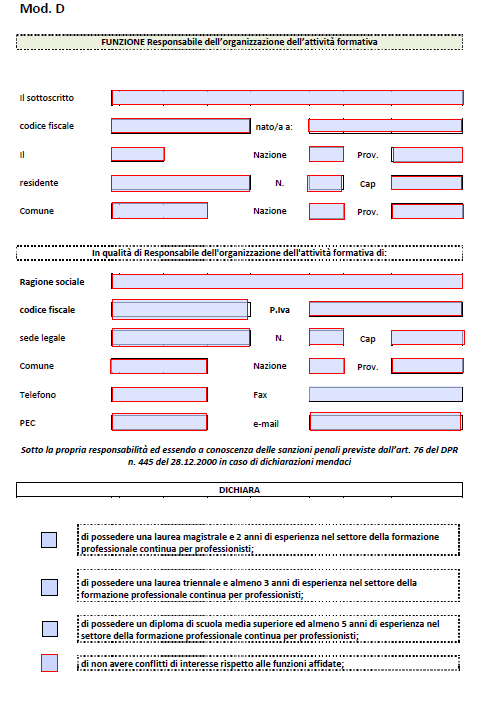 Mod. D
FUNZIONE Responsabile dell'organizzazione dell'attività formativa
Il sottoscritto
codice fiscale nato/a a:
Il Nazione Prov.
residente N. Cap
Comune Nazione Prov.
In qualità di Responsabile dell'organizzazione dell'attività formativa di:
Ragione sociale
codice fiscale P.Iva
sede legale N. Cap
Comune Nazione Prov.
Telefono Fax
PEC e-mail
Sotto la propria responsabilità ed essendo a conoscenza delle sanzioni penali previste dall'art. 76 del DPR
n. 445 del 28.12.2000 in caso di dichiarazioni mendaci
DICHIARA
di possedere una laurea magistrale e 2 anni di esperienza nel settore della formazione
professionale continua per professionisti;
di possedere una laurea triennale e almeno 3 anni di esperienza nel settore della
formazione professionale continua per professionisti;
di possedere un diploma di scuola media superiore ed almeno 5 anni di esperienza nel
settore della formazione professionale continua per professionisti;
di non avere conflitti di interesse rispetto alle funzioni affidate;